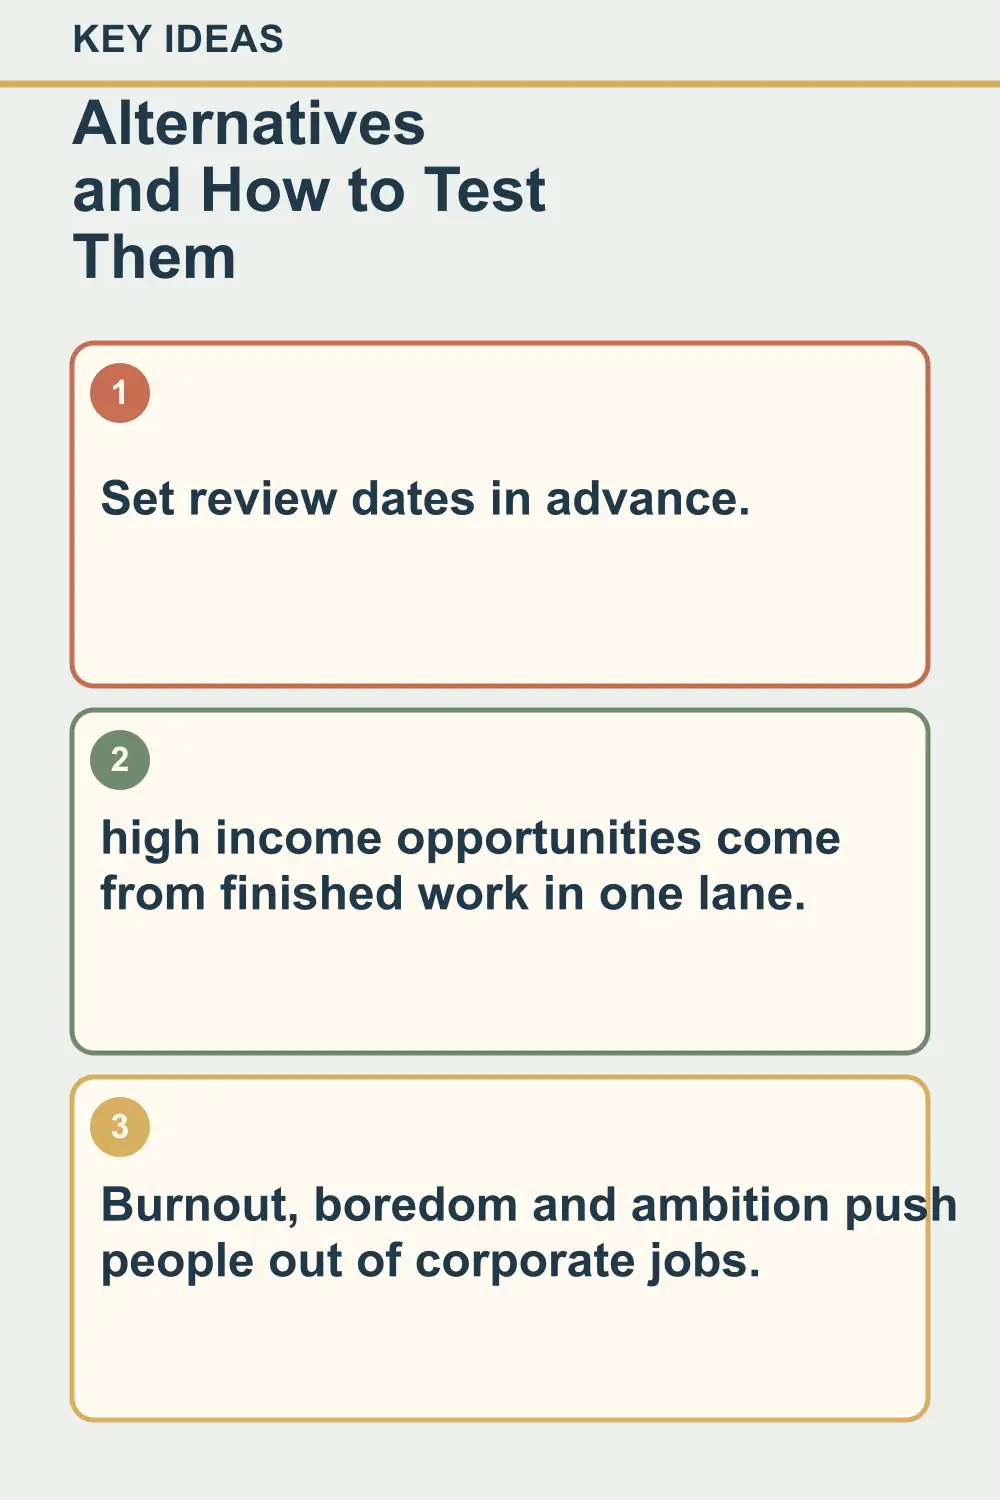 KEY IDEAS
Alternatives
and How to Test
Them
1
Set review dates in advance.
2
high income opportunities come
from finished work in one lane.
3
Burnout, boredom and ambition push
people out of corporate jobs.